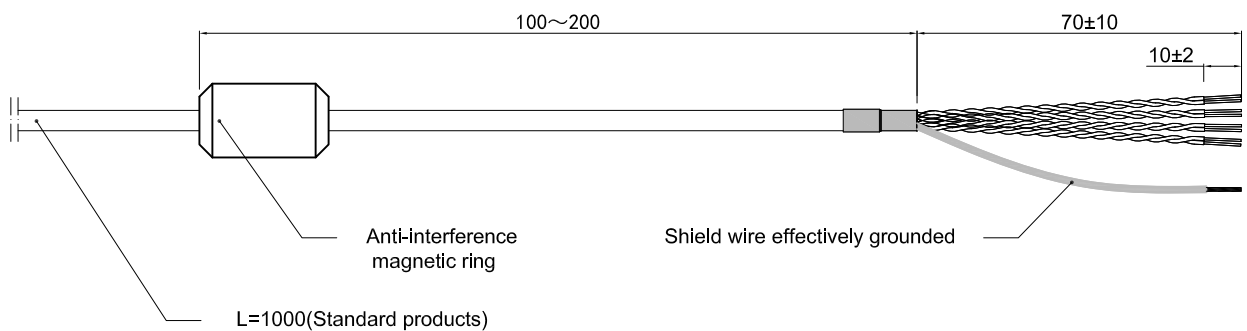 100～200
70±10
10±2
Anti-interference
magnetic ring
Shield wire effectively grounded
L=1000(Standard products)